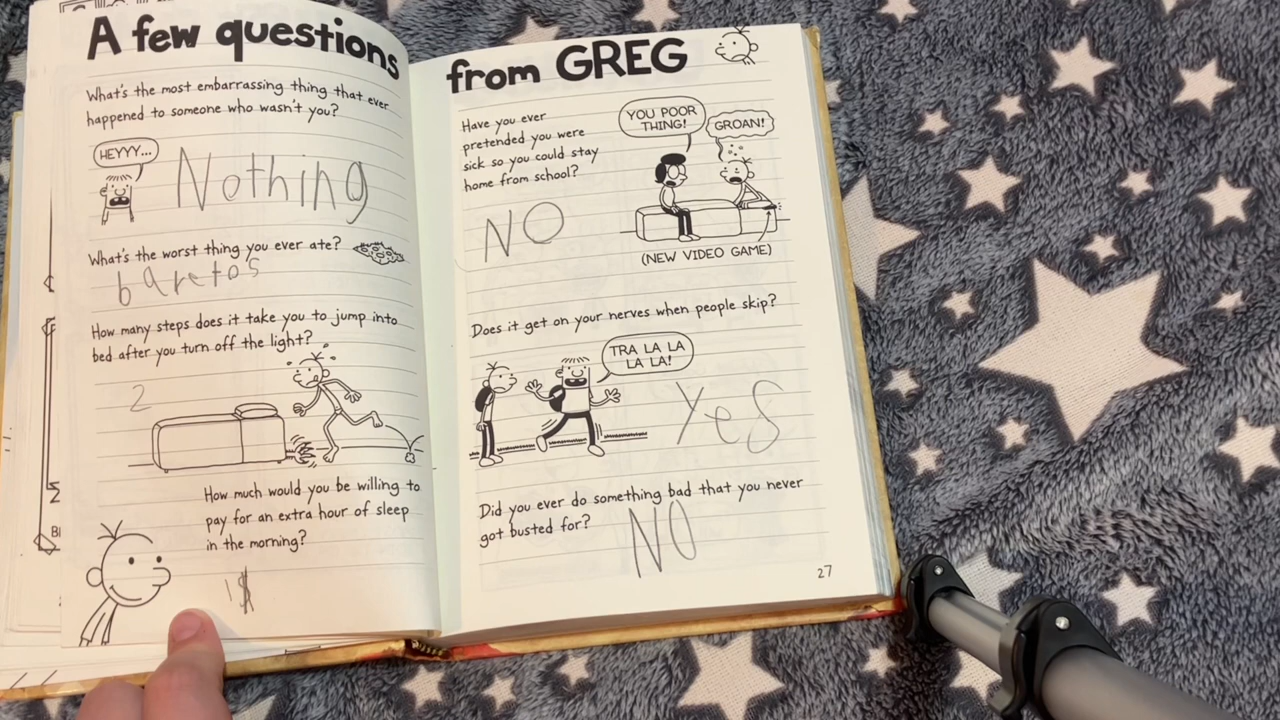 A few questions
What's the most embarrassing thing that ever
happened to someone who wasn't you?
HEYYY...
Nothing
What's the worst thing you ever ate?
baretos
How many steps does it take you to jump into
bed after you turn off the light?
2
How much would you be willing to
pay for an extra hour of sleep
in the morning?
1$
from GREG
Have you ever
pretended you were
sick so you could stay
home from school?
YOU POOR
THING!
GROAN!
NO
(NEW VIDEO GAME)
Does it get on your nerves when people skip?
TRA LA LA
LA LA!
Yes
Did you ever do something bad that you never
got busted for?
NO
27